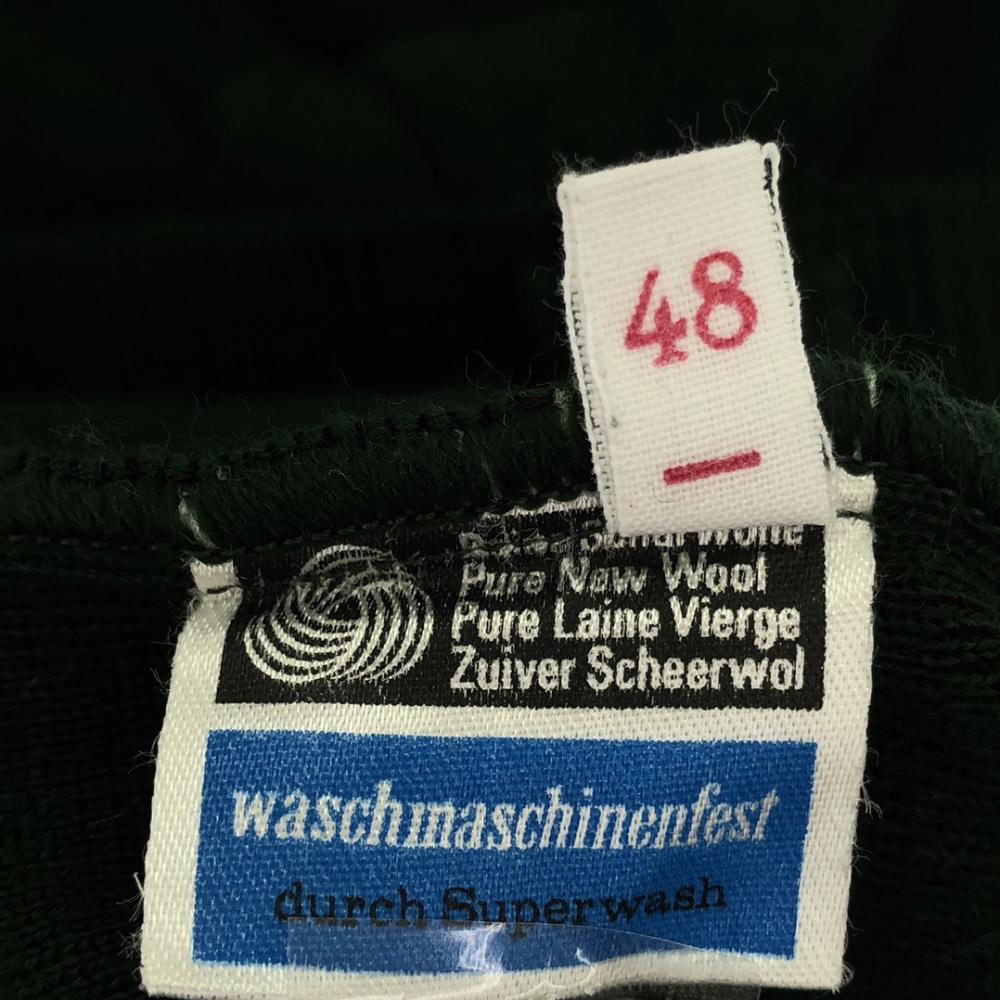 48
Pure New Wool
Pure Laine Vierge
Zuiver Scheerwol
waschmaschinenfest
durch Superwash